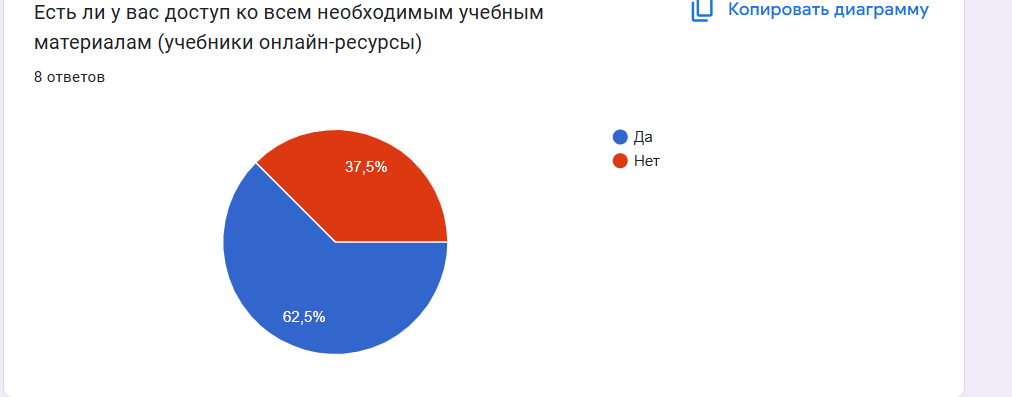 Есть ли у вас доступ ко всем необходимым учебным
материалам (учебники онлайн-ресурсы)
Копировать диаграмму
8 ответов
Да
Нет
37,5%
62,5%